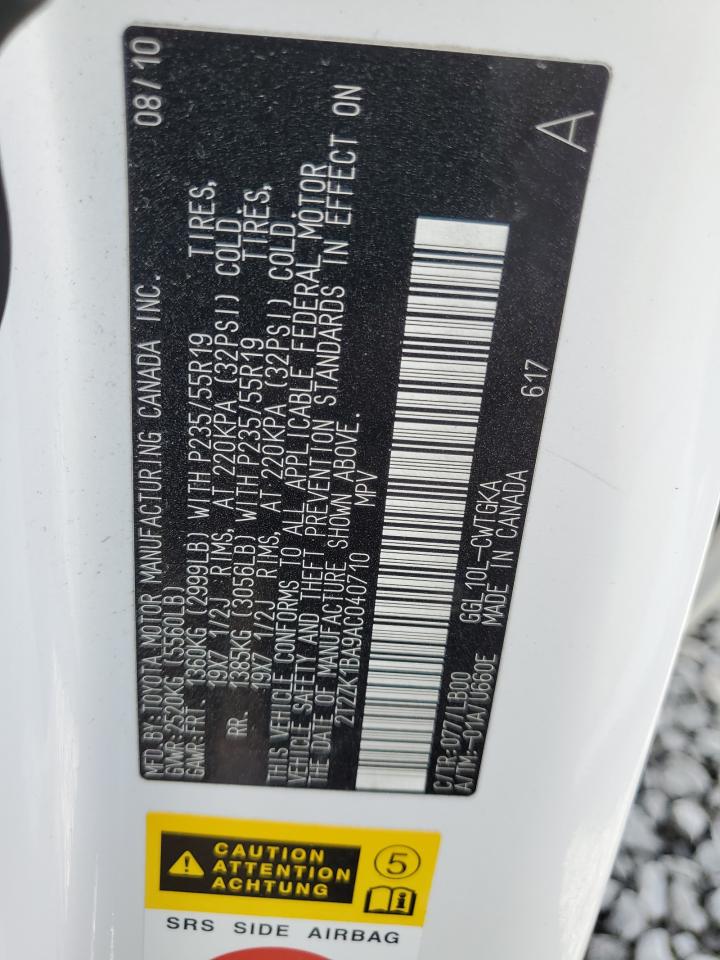 MFD BY:TOYOTA MOTOR MANUFACTURING CANADA INC. 08/10
GVWR:2520KG (5560LB)
GAWR:FRT. 1360KG (2999LB) WITH P235/55R19 TIRES,
19X7 1/2J RIMS, AT 220KPA (32PSI) COLD.
RR. 1385KG (3056LB) WITH P235/55R19 TIRES,
19X7 1/2J RIMS, AT 220KPA (32PSI) COLD.
THIS VEHICLE CONFORMS TO ALL APPLICABLE FEDERAL MOTOR
VEHICLE SAFETY AND THEFT PREVENTION STANDARDS IN EFFECT ON
THE DATE OF MANUFACTURE SHOWN ABOVE.
2T2ZK1BA9AC040710 MPV
C/TR:077/LB00 GGL10L-CWTGKA
A/TM:-01A/U660E MADE IN CANADA
617
A
CAUTION
ATTENTION
ACHTUNG
5
SRS SIDE AIRBAG